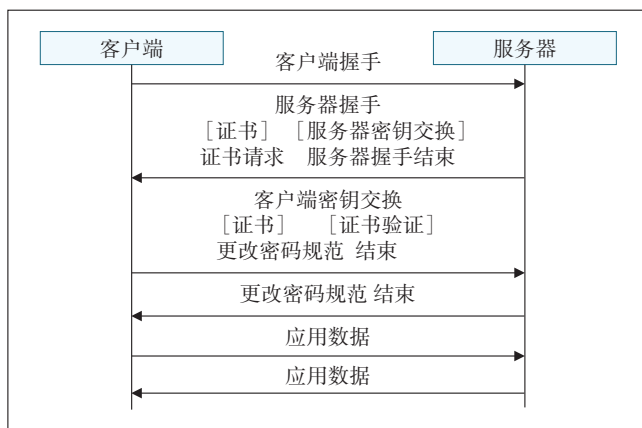 客户端
服务器
客户端握手
服务器握手
［证书］ ［服务器密钥交换］
证书请求 服务器握手结束
客户端密钥交换
［证书］ ［证书验证］
更改密码规范 结束
更改密码规范 结束
应用数据
应用数据